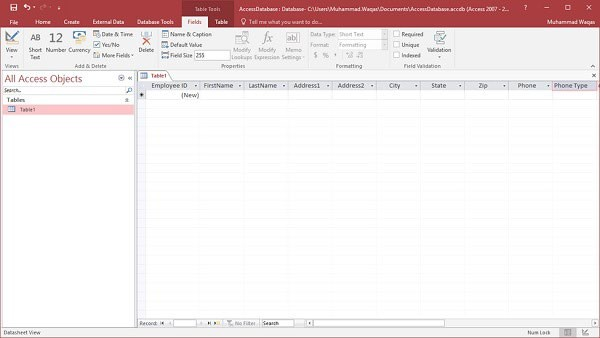 Table Tools
AccessDatabase : Database- C:\Users\Muhammad.Waqas\Documents\AccessDatabase.accdb (Access 2007 - 2...
Muhammad Waqas
File Home Create External Data Database Tools Fields Table Tell me what you want to do...
Views
Views
AB Short Text
12 Number
Currency
Date & Time
Yes/No
More Fields
Delete
Add & Delete
Name & Caption
Default Value
Field Size 255
Modify Lookups
fx Modify Expression
ab Memo Settings
Properties
Data Type: Short Text
Format: Formatting
$ % ,
Formatting
Required
Unique
Indexed
Validation
Field Validation
All Access Objects
Search...
Tables
Table1
Table1
Employee ID FirstName LastName Address1 Address2 City State Zip Phone Phone Type
(New)
Record: No Filter Search
Datasheet View
Num Lock